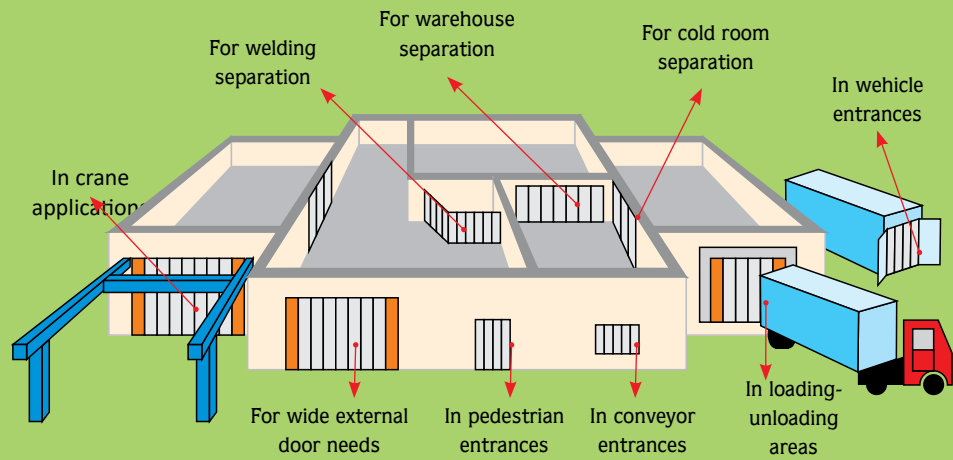 For warehouse
separation
For welding
separation
For cold room
separation
In wehicle
entrances
In crane
applications
For wide external
door needs
In pedestrian
entrances
In conveyor
entrances
In loading-
unloading
areas